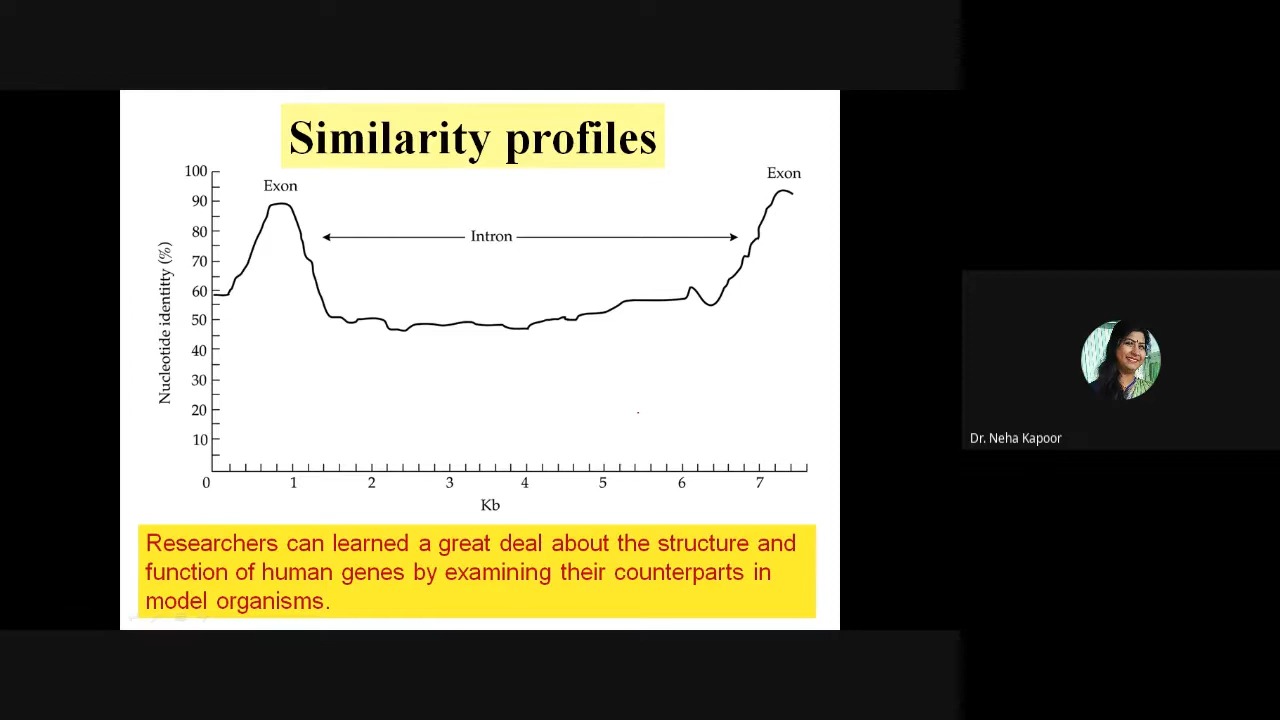 Similarity profiles
100
90
80
70
60
50
40
30
20
10
Nucleotide identitty (%)
Exon
Intron
Exon
0 1 2 3 4 5 6 7
Kb
Researchers can learned a great deal about the structure and
function of human genes by examining their counterparts in
model organisms.
Dr. Neha Kapoor